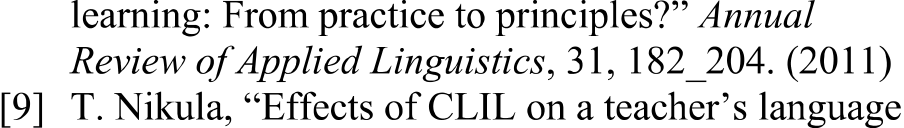 learning: From practice to principles?” Annual
Review of Applied Linguistics, 31, 182_204. (2011)
[9] T. Nikula, “Effects of CLIL on a teacher’s language